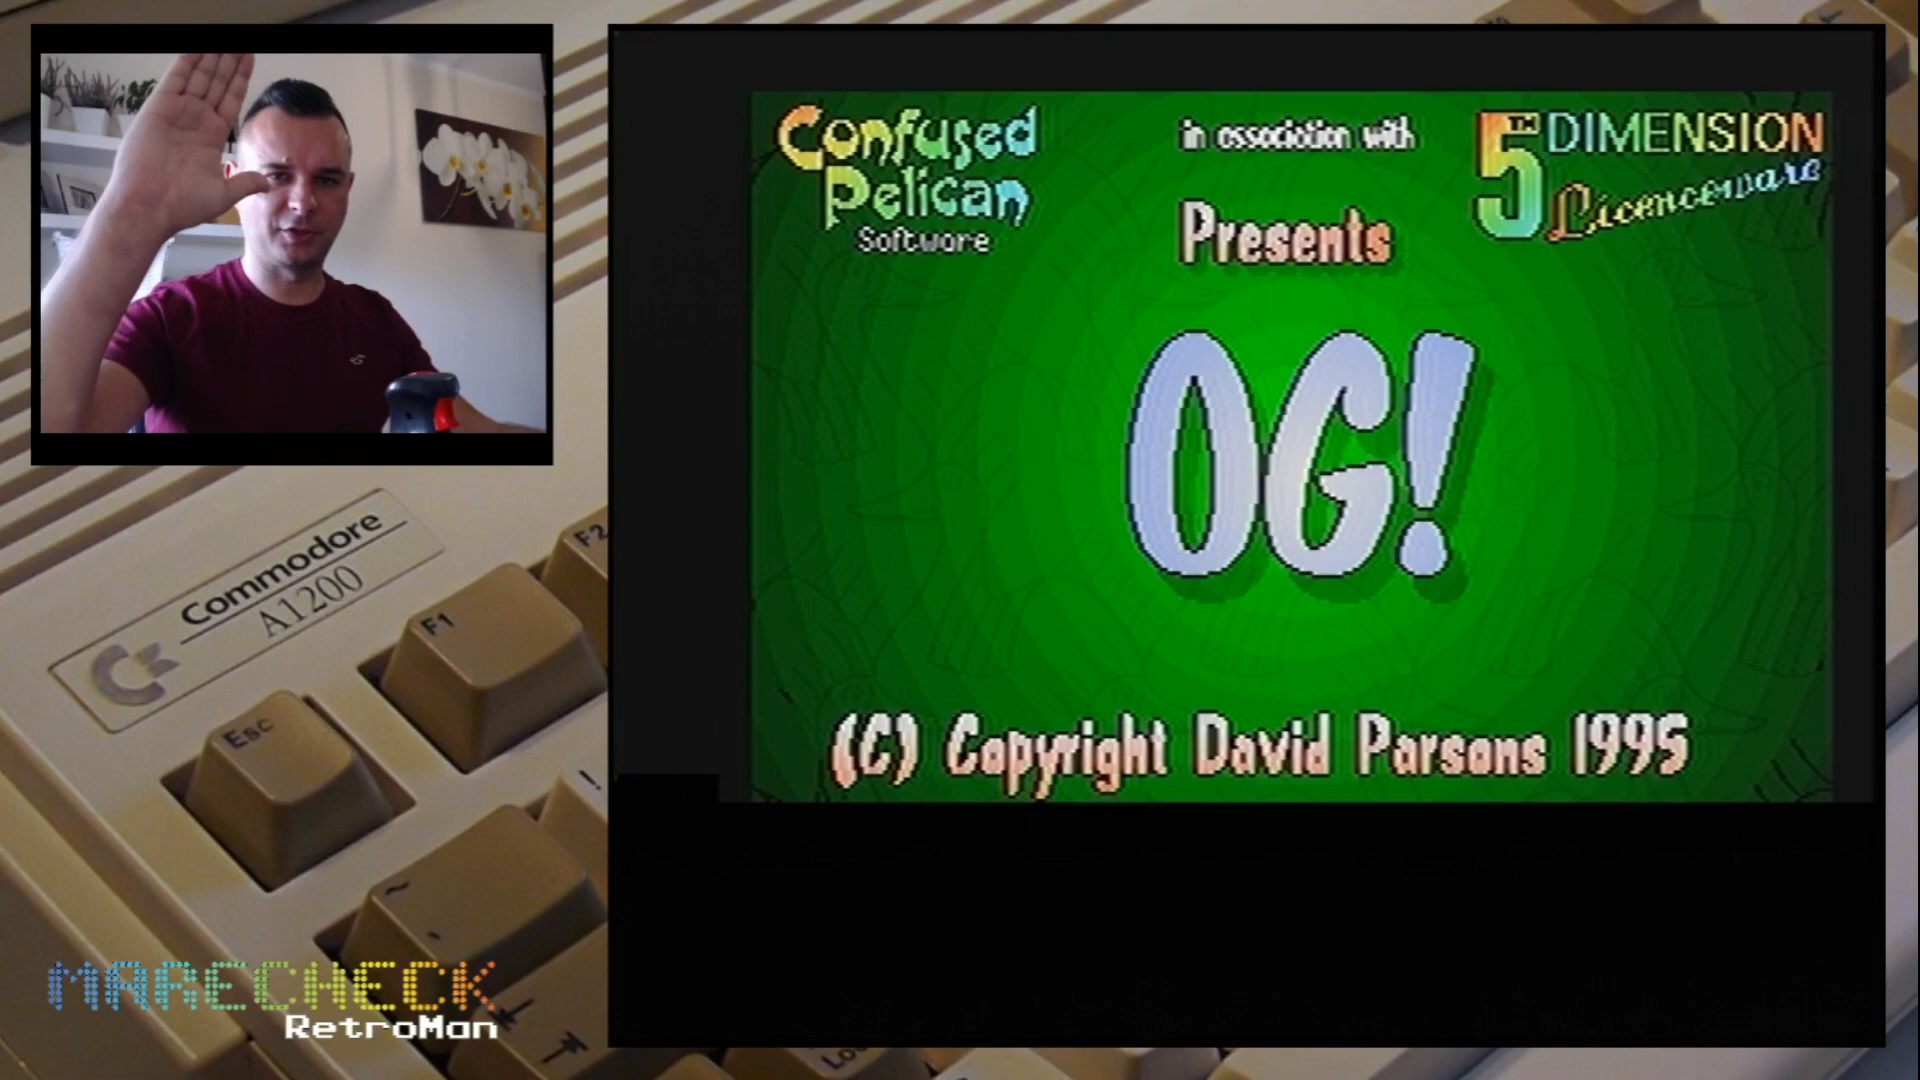 Confused
Pelican
Software
in association with
Presents
5TH DIMENSION
Licenceware
OG!
(C) Copyright David Parsons 1995
Commodore
A1200
F1
F2
Esc
!
~
MARECHECK
RetroMan